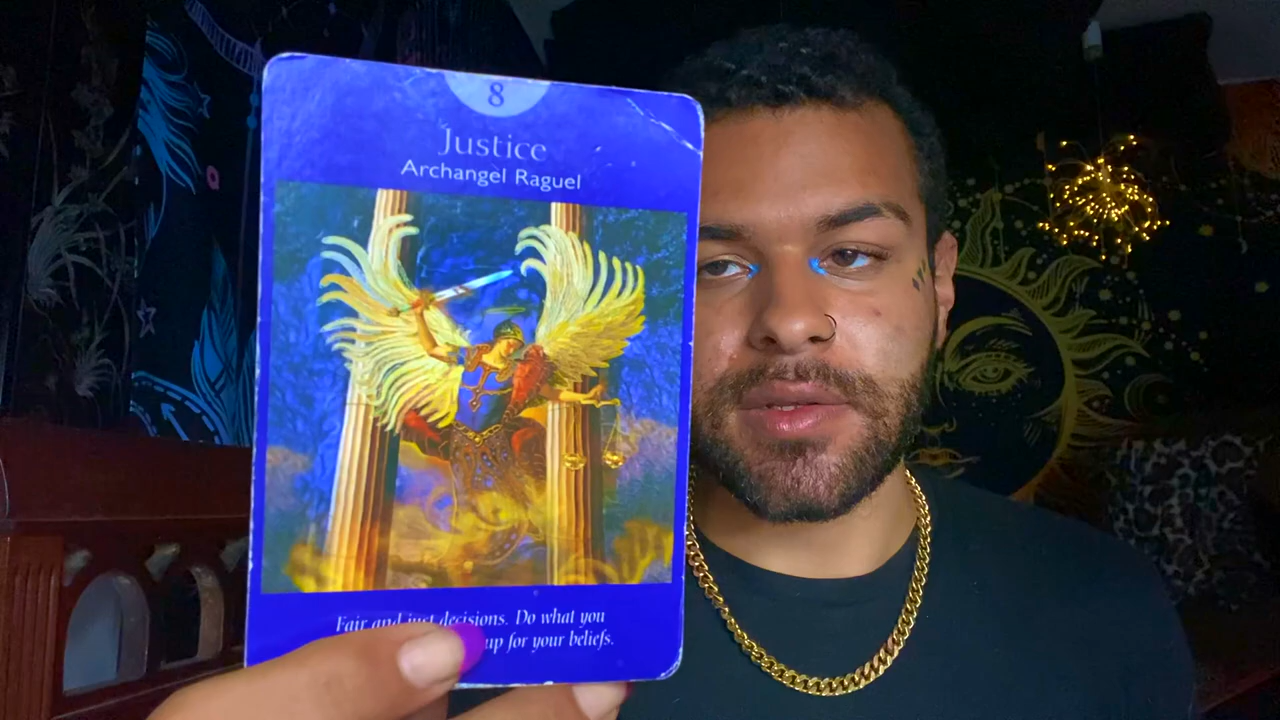 8
Justice
Archangel Raguel
Fair and just decisions. Do what you
up for your beliefs.